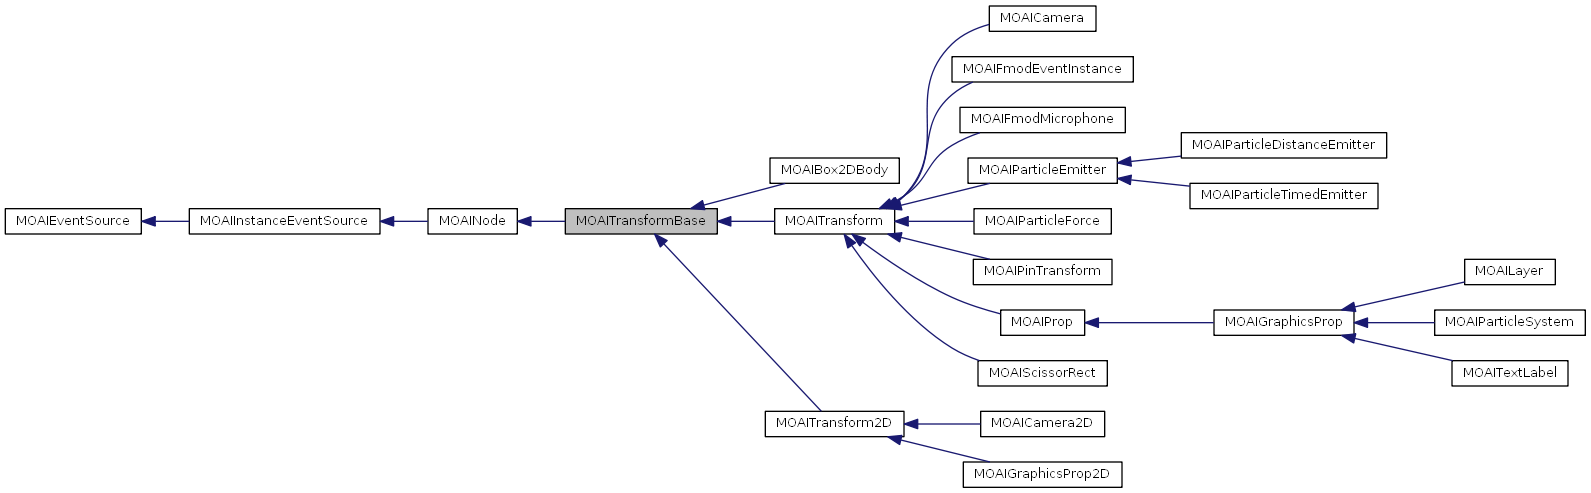 MOAICamera
MOAIFmodEventInstance
MOAIFmodMicrophone
MOAIParticleDistanceEmitter
MOAIBox2DBody
MOAIParticleEmitter
MOAIParticleTimedEmitter
MOAIEventSource
MOAIInstanceEventSource
MOAINode
MOAITransformBase
MOAITransform
MOAIParticleForce
MOAIPinTransform
MOAILayer
MOAIProp
MOAIGraphicsProp
MOAIParticleSystem
MOAIScissorRect
MOAITextLabel
MOAITransform2D
MOAICamera2D
MOAIGraphicsProp2D